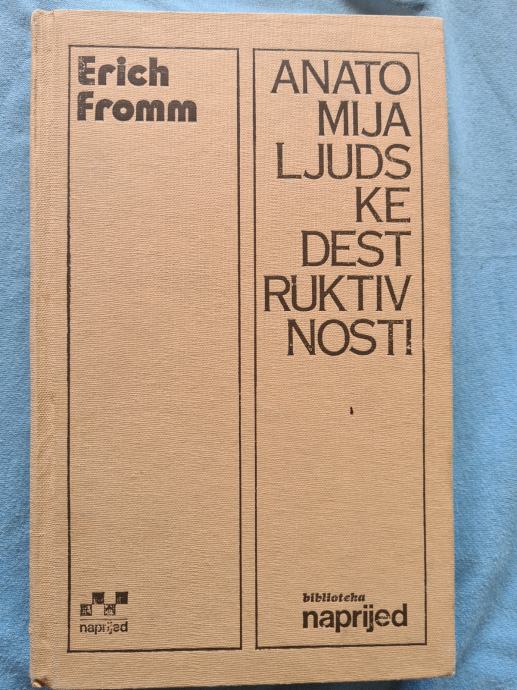 Erich
Fromm
ANATO
MIJA
LJUDS
KE
DEST
RUKTIV
NOSTI
naprijed
biblioteka
naprijed